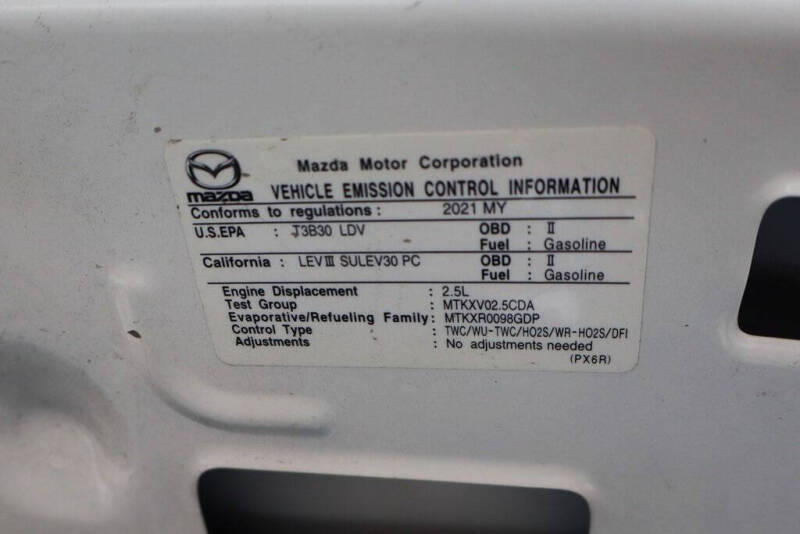 Mazda Motor Corporation
mazda VEHICLE EMISSION CONTROL INFORMATION
Conforms to regulations : 2021 MY
U.S.EPA : T3B30 LDV OBD : II
Fuel : Gasoline
California : LEVIII SULEV30 PC OBD : II
Fuel : Gasoline
Engine Displacement : 2.5L
Test Group : MTKXV02.5CDA
Evaporative/Refueling Family: MTKXR0098GDP
Control Type : TWC/WU-TWC/HO2S/WR-HO2S/DFI
Adjustments : No adjustments needed
(PX6R)